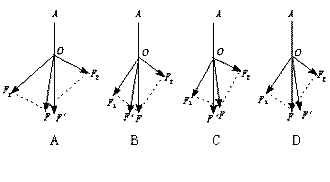 A A A A
O O O O
F₁ F₂ F₁ F₂ F₁ F₂ F₁ F₂
F F' F' F F' F F F'
A B C D